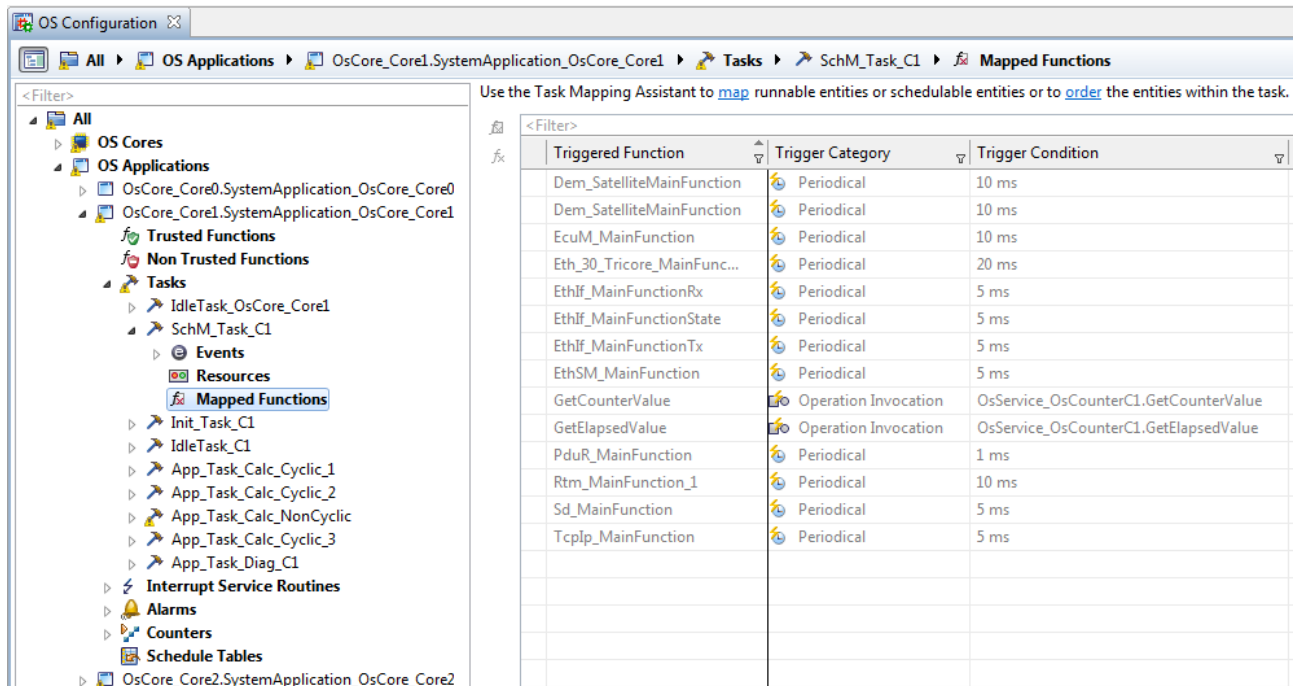 OS Configuration
All OS Applications OsCore_Core1.SystemApplication_OsCore_Core1 Tasks SchM_Task_C1 Mapped Functions
<Filter>
All
OS Cores
OS Applications
OsCore_Core0.SystemApplication_OsCore_Core0
OsCore_Core1.SystemApplication_OsCore_Core1
Trusted Functions
Non Trusted Functions
Tasks
IdleTask_OsCore_Core1
SchM_Task_C1
Events
Resources
Mapped Functions
Init_Task_C1
IdleTask_C1
App_Task_Calc_Cyclic_1
App_Task_Calc_Cyclic_2
App_Task_Calc_NonCyclic
App_Task_Calc_Cyclic_3
App_Task_Diag_C1
Interrupt Service Routines
Alarms
Counters
Schedule Tables
OsCore_Core2.SystemApplication_OsCore_Core2
Use the Task Mapping Assistant to map runnable entities or schedulable entities or to order the entities within the task.
<Filter>
Triggered Function Trigger Category Trigger Condition
Dem_SatelliteMainFunction Periodical 10 ms
Dem_SatelliteMainFunction Periodical 10 ms
EcuM_MainFunction Periodical 10 ms
Eth_30_Tricore_MainFunc... Periodical 20 ms
EthIf_MainFunctionRx Periodical 5 ms
EthIf_MainFunctionState Periodical 5 ms
EthIf_MainFunctionTx Periodical 5 ms
EthSM_MainFunction Periodical 5 ms
GetCounterValue Operation Invocation OsService_OsCounterC1.GetCounterValue
GetElapsedValue Operation Invocation OsService_OsCounterC1.GetElapsedValue
PduR_MainFunction Periodical 1 ms
Rtm_MainFunction_1 Periodical 10 ms
Sd_MainFunction Periodical 5 ms
TcpIp_MainFunction Periodical 5 ms